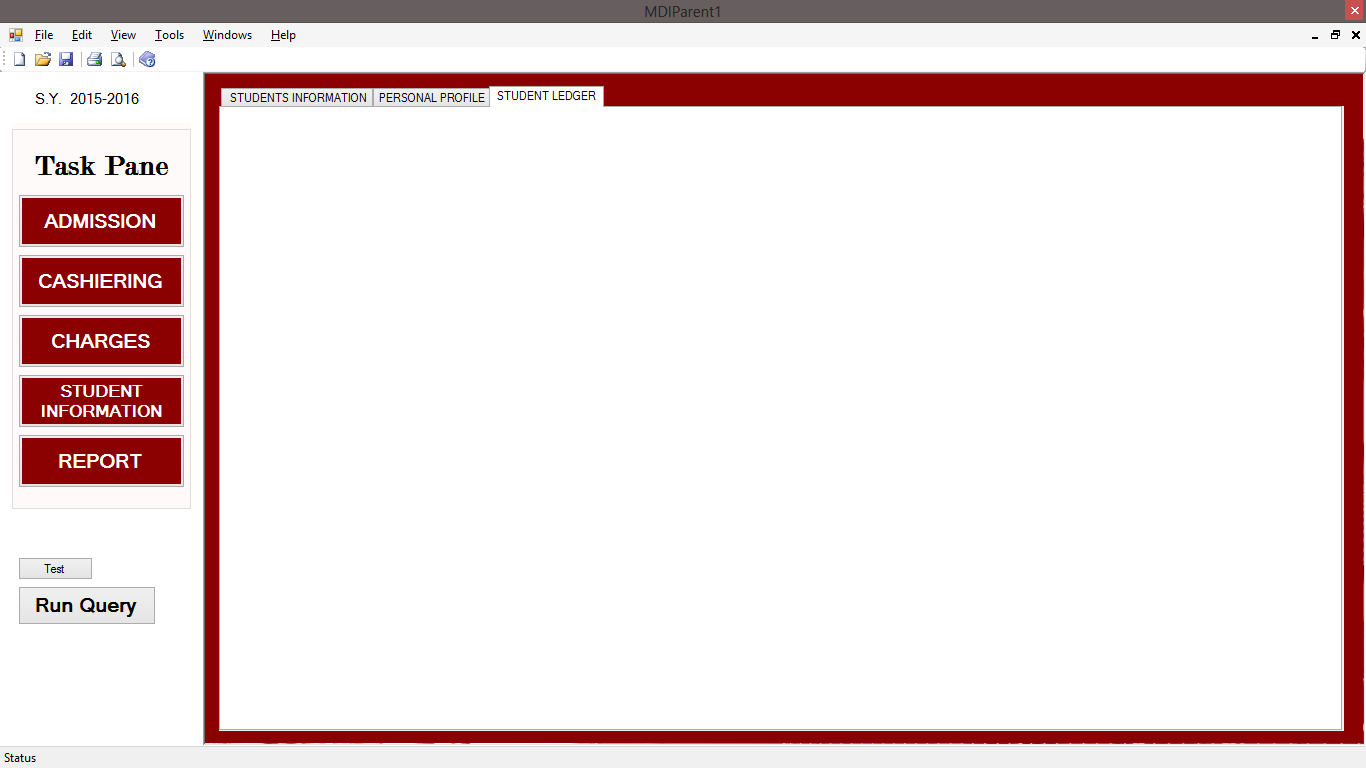 MDIParent1
File Edit View Tools Windows Help
S.Y. 2015-2016
STUDENTS INFORMATION PERSONAL PROFILE STUDENT LEDGER
Task Pane
ADMISSION
CASHIERING
CHARGES
STUDENT
INFORMATION
REPORT
Test
Run Query
Status